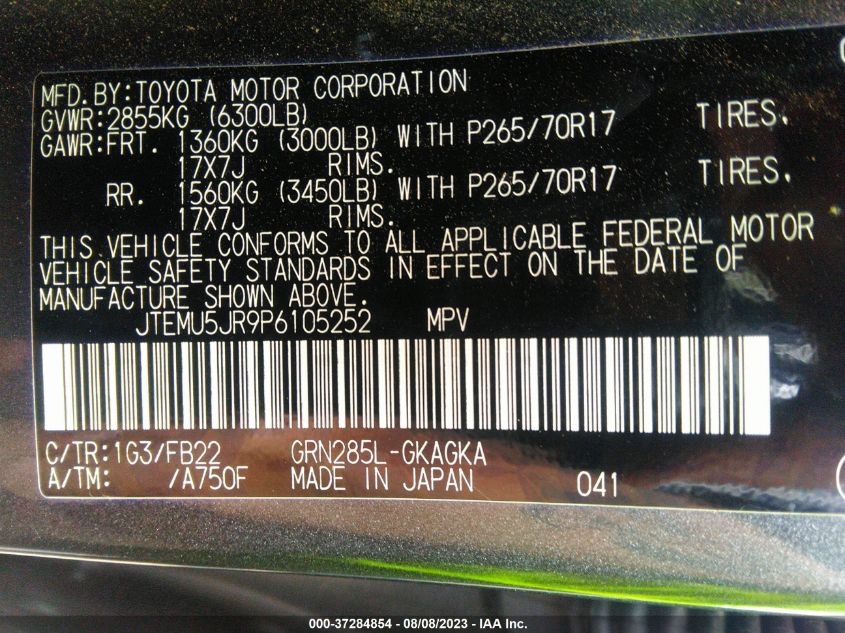 MFD.BY:TOYOTA MOTOR CORPORATION
GVWR:2855KG (6300LB)
GAWR:FRT. 1360KG (3000LB) WITH P265/70R17 TIRES,
17X7J RIMS.
RR. 1560KG (3450LB) WITH P265/70R17 TIRES,
17X7J RIMS.
THIS VEHICLE CONFORMS TO ALL APPLICABLE FEDERAL MOTOR
VEHICLE SAFETY STANDARDS IN EFFECT ON THE DATE OF
MANUFACTURE SHOWN ABOVE.
JTEMU5JR9P6105252 MPV
C/TR:1G3/FB22 GRN285L-GKAGKA
A/TM: /A750F MADE IN JAPAN 041
000-37284854 - 08/08/2023 - IAA Inc.